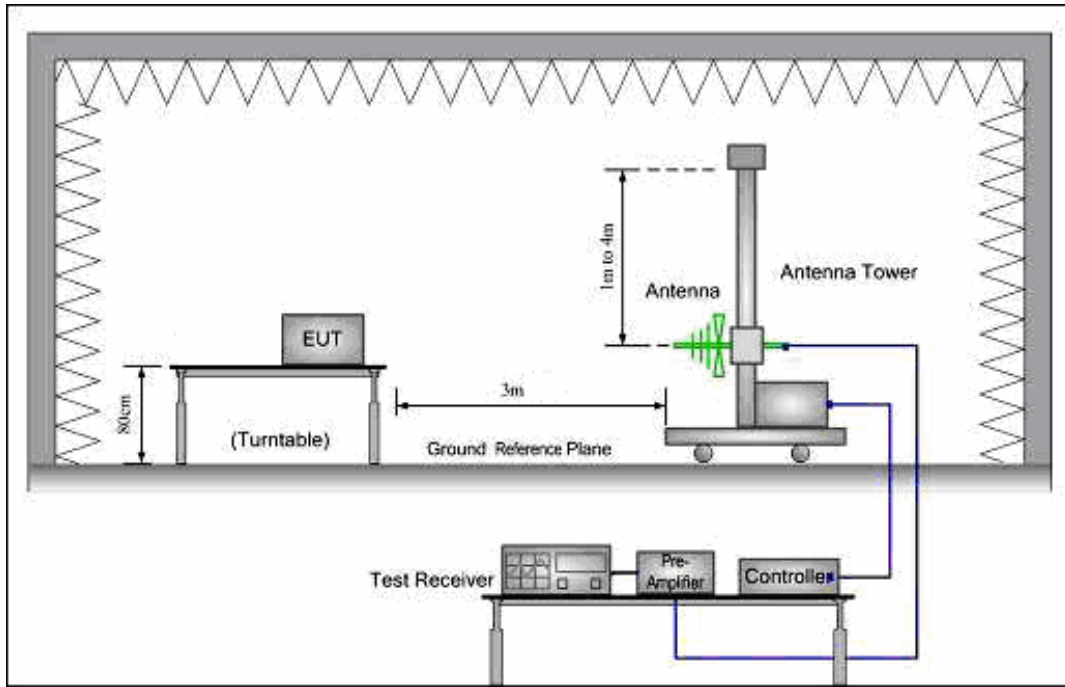 1m to 4m
Antenna Tower
Antenna
EUT
3m
80cm
(Turntable)
Ground Reference Plane
Test Receiver
Pre-
Amplifier
Controller